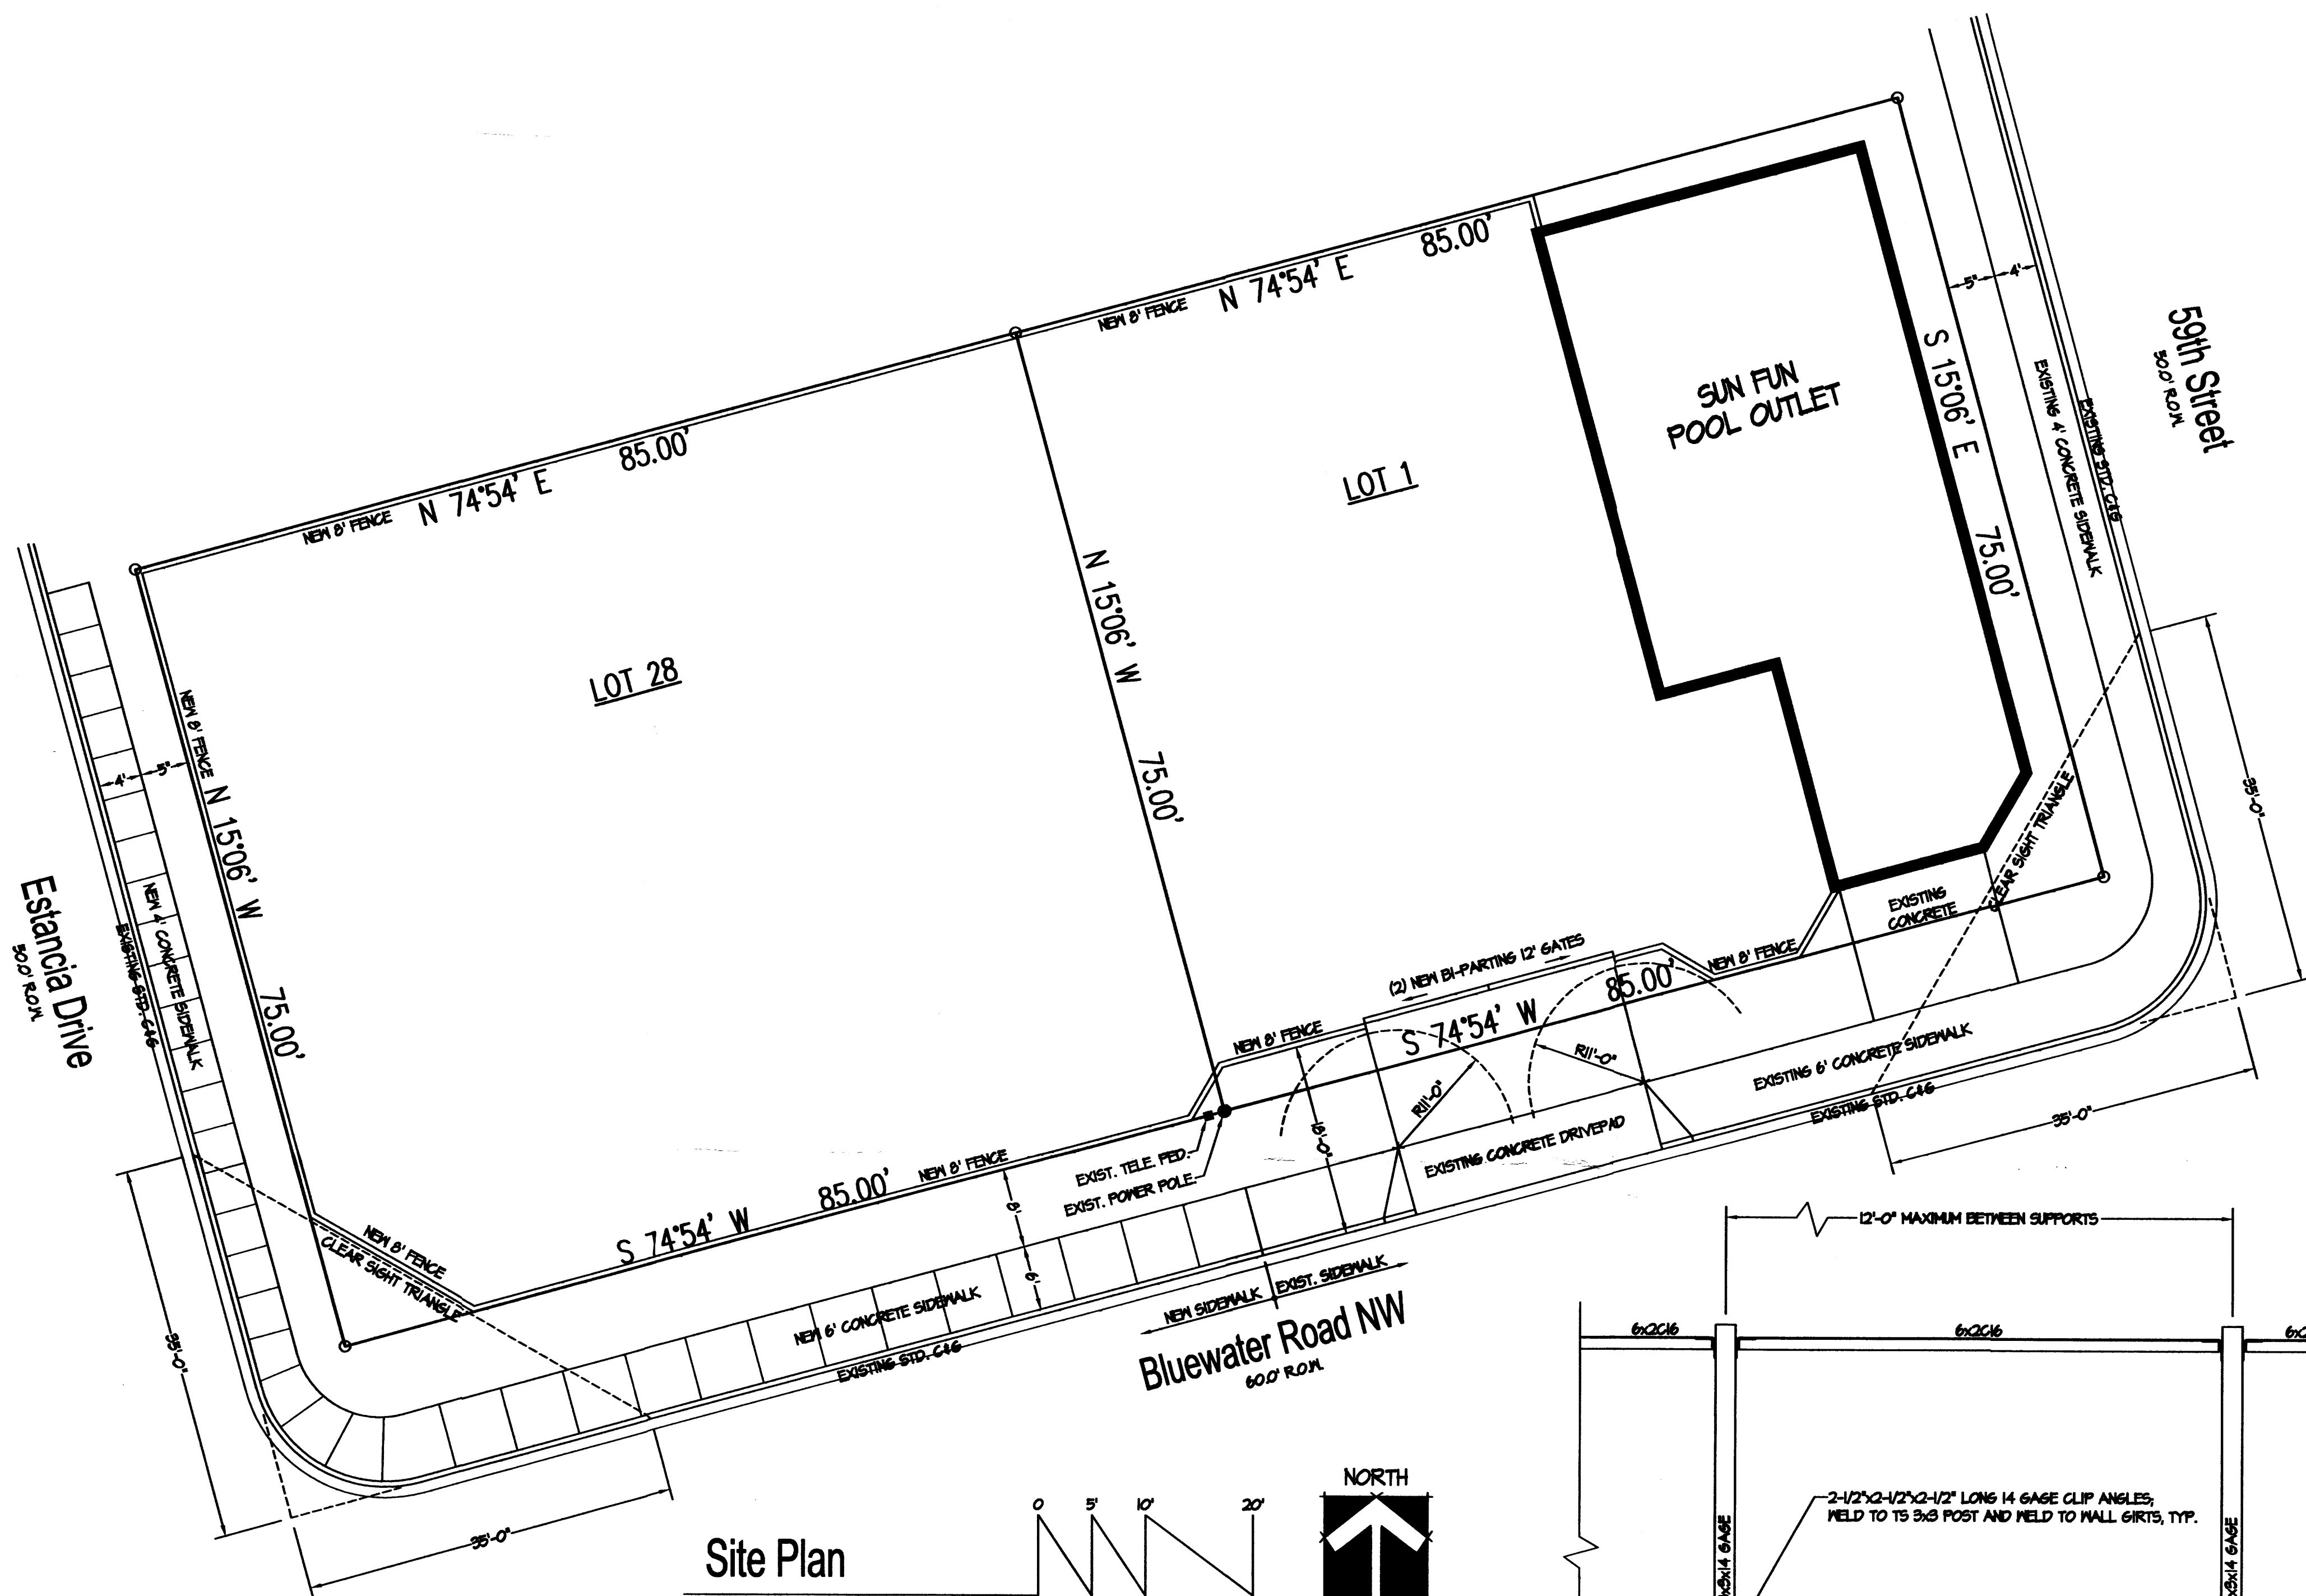 85.00'
N 74°54' E
NEW 8' FENCE
SUN FUN
POOL OUTLET
5"
4'
59th Street
50.0' R.O.W.
S 15°06' E
75.00'
EXISTING 4' CONCRETE SIDEWALK
EXISTING STD. C&G
LOT 1
85.00'
N 74°54' E
NEW 8' FENCE
N 15°06' W
75.00'
LOT 28
NEW 8' FENCE
4'
5"
N 15°06' W
75.00'
NEW 4' CONCRETE SIDEWALK
EXISTING STD. C&G
Estancia Drive
50.0' R.O.W.
CLEAR SIGHT TRIANGLE
35'-0"
EXISTING
CONCRETE
NEW 8' FENCE
(2) NEW BI-PARTING 12' GATES
85.00'
S 74°54' W
NEW 8' FENCE
R11'-0"
R11'-0"
EXISTING 6' CONCRETE SIDEWALK
EXISTING STD. C&G
35'-0"
EXISTING CONCRETE DRIVEPAD
EXIST. TELE. PED.
EXIST. POWER POLE
NEW 8' FENCE
85.00'
S 74°54' W
8'
6'
NEW 8' FENCE
CLEAR SIGHT TRIANGLE
NEW 6' CONCRETE SIDEWALK
EXISTING STD. C&G
NEW SIDEWALK
EXIST. SIDEWALK
Bluewater Road NW
60.0' R.O.W.
35'-0"
35'-0"
12'-0" MAXIMUM BETWEEN SUPPORTS
6x2C16
6x2C16
NORTH
0 5' 10' 20'
Site Plan
2-1/2"x2-1/2"x2-1/2" LONG 14 GAGE CLIP ANGLES;
WELD TO TS 3x3 POST AND WELD TO WALL GIRTS, TYP.